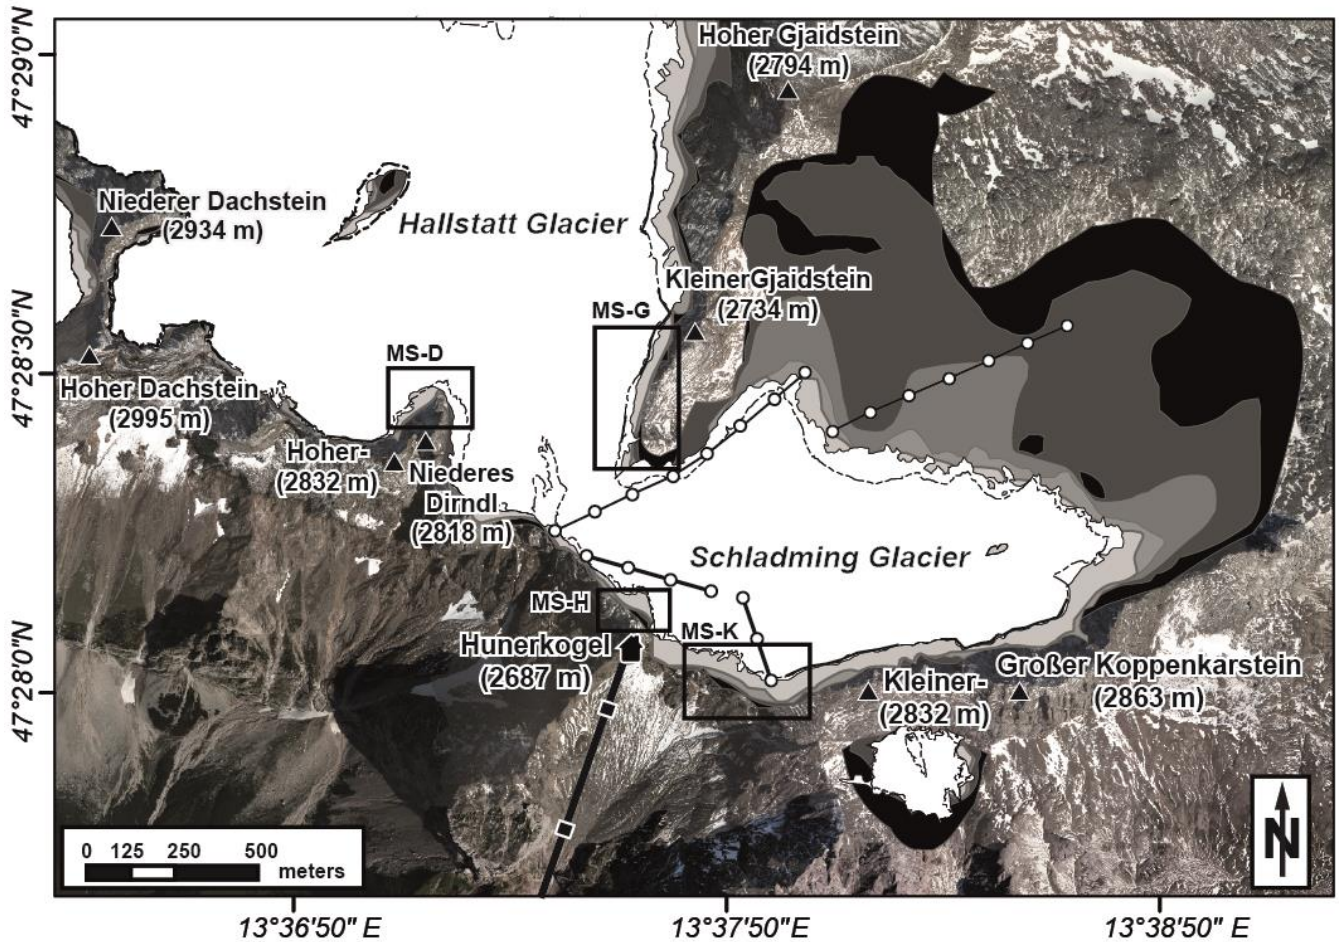 Hoher Gjaidstein
(2794 m)
47°29'0"N
Niederer Dachstein
(2934 m)
Hallstatt Glacier
KleinerGjaidstein
(2734 m)
MS-G
47°28'30"N
MS-D
Hoher Dachstein
(2995 m)
Hoher-
(2832 m)
Niederes
Dirndl
(2818 m)
Schladming Glacier
MS-H
MS-K
Hunerkogel
(2687 m)
47°28'0"N
Kleiner-
(2832 m)
Großer Koppenkarstein
(2863 m)
0 125 250 500
meters
N
13°36'50" E
13°37'50" E
13°38'50" E